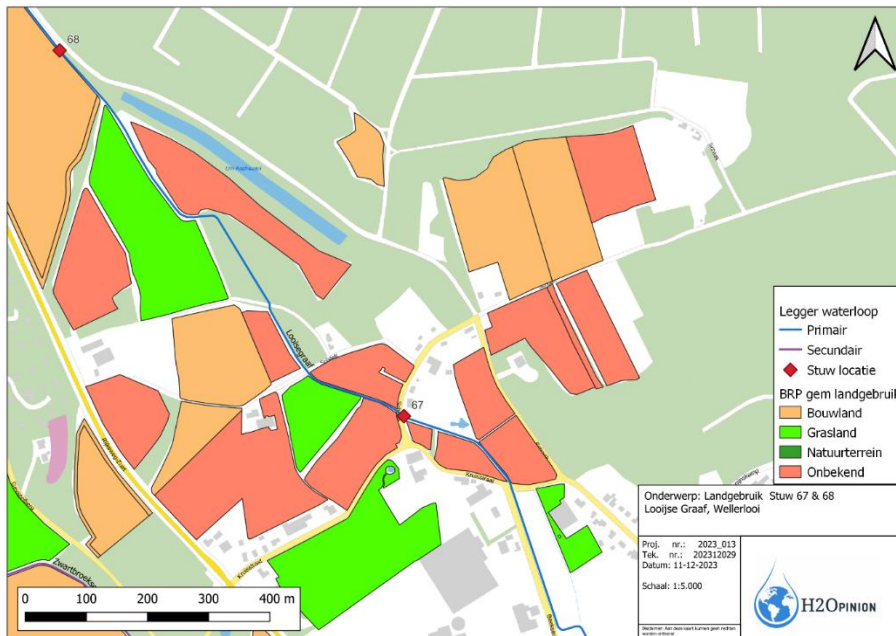 68
Looijsegraaf
67
Kruisstraat
Legger waterloop
Primair
Secundair
Stuw locatie
BRP gem landgebruik
Bouwland
Grasland
Natuurterrein
Onbekend
Onderwerp: Landgebruik Stuw 67 & 68
Looijse Graaf, Wellerlooi
Proj. nr.: 2023_013
Tek. nr.: 202312029
Datum: 11-12-2023
Schaal: 1:5.000
H2OPINION
0 100 200 300 400 m